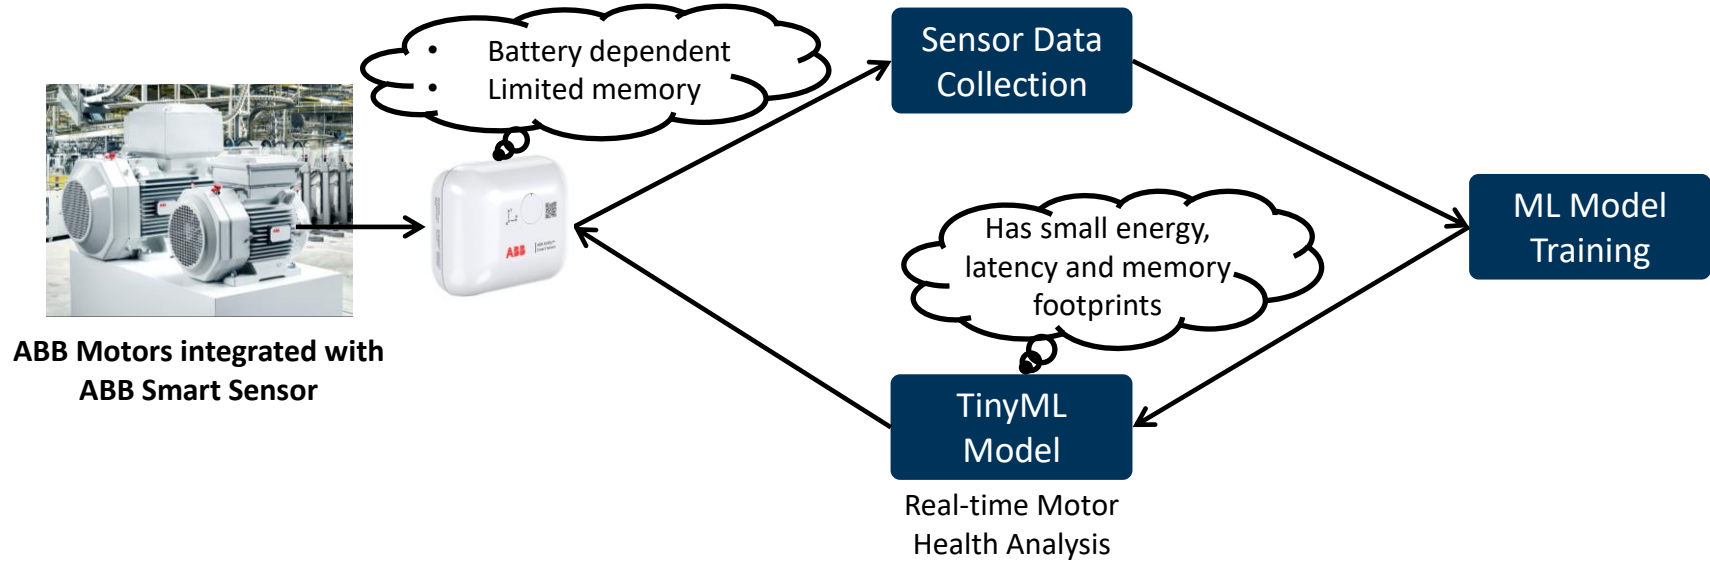 • Battery dependent
• Limited memory
Sensor Data
Collection
ML Model
Training
Has small energy,
latency and memory
footprints
ABB
ABB Motors integrated with
ABB Smart Sensor
TinyML
Model
Real-time Motor
Health Analysis